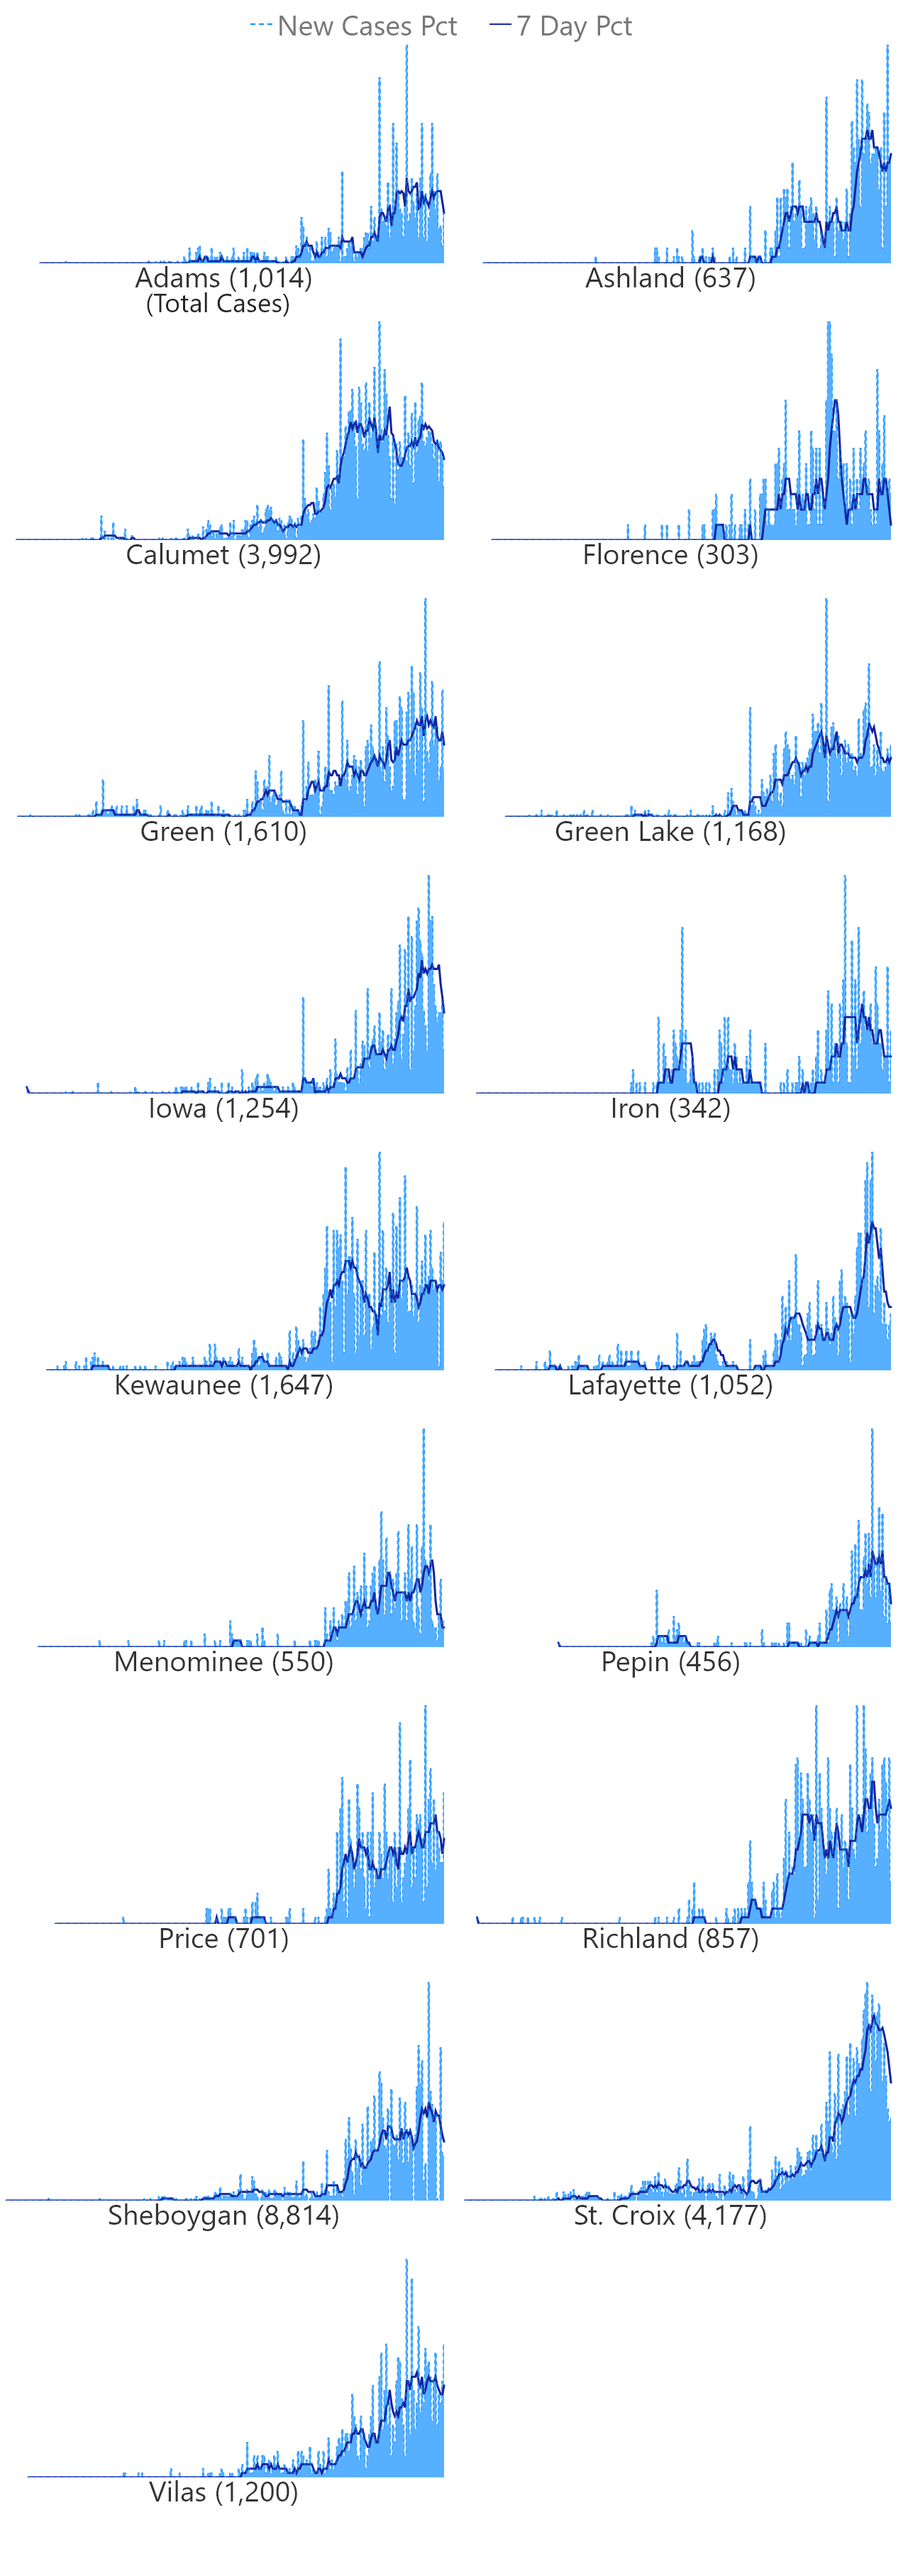 New Cases Pct 7 Day Pct
Adams (1,014) Ashland (637)
(Total Cases)
Calumet (3,992) Florence (303)
Green (1,610) Green Lake (1,168)
Iowa (1,254) Iron (342)
Kewaunee (1,647) Lafayette (1,052)
Menominee (550) Pepin (456)
Price (701) Richland (857)
Sheboygan (8,814) St. Croix (4,177)
Vilas (1,200)